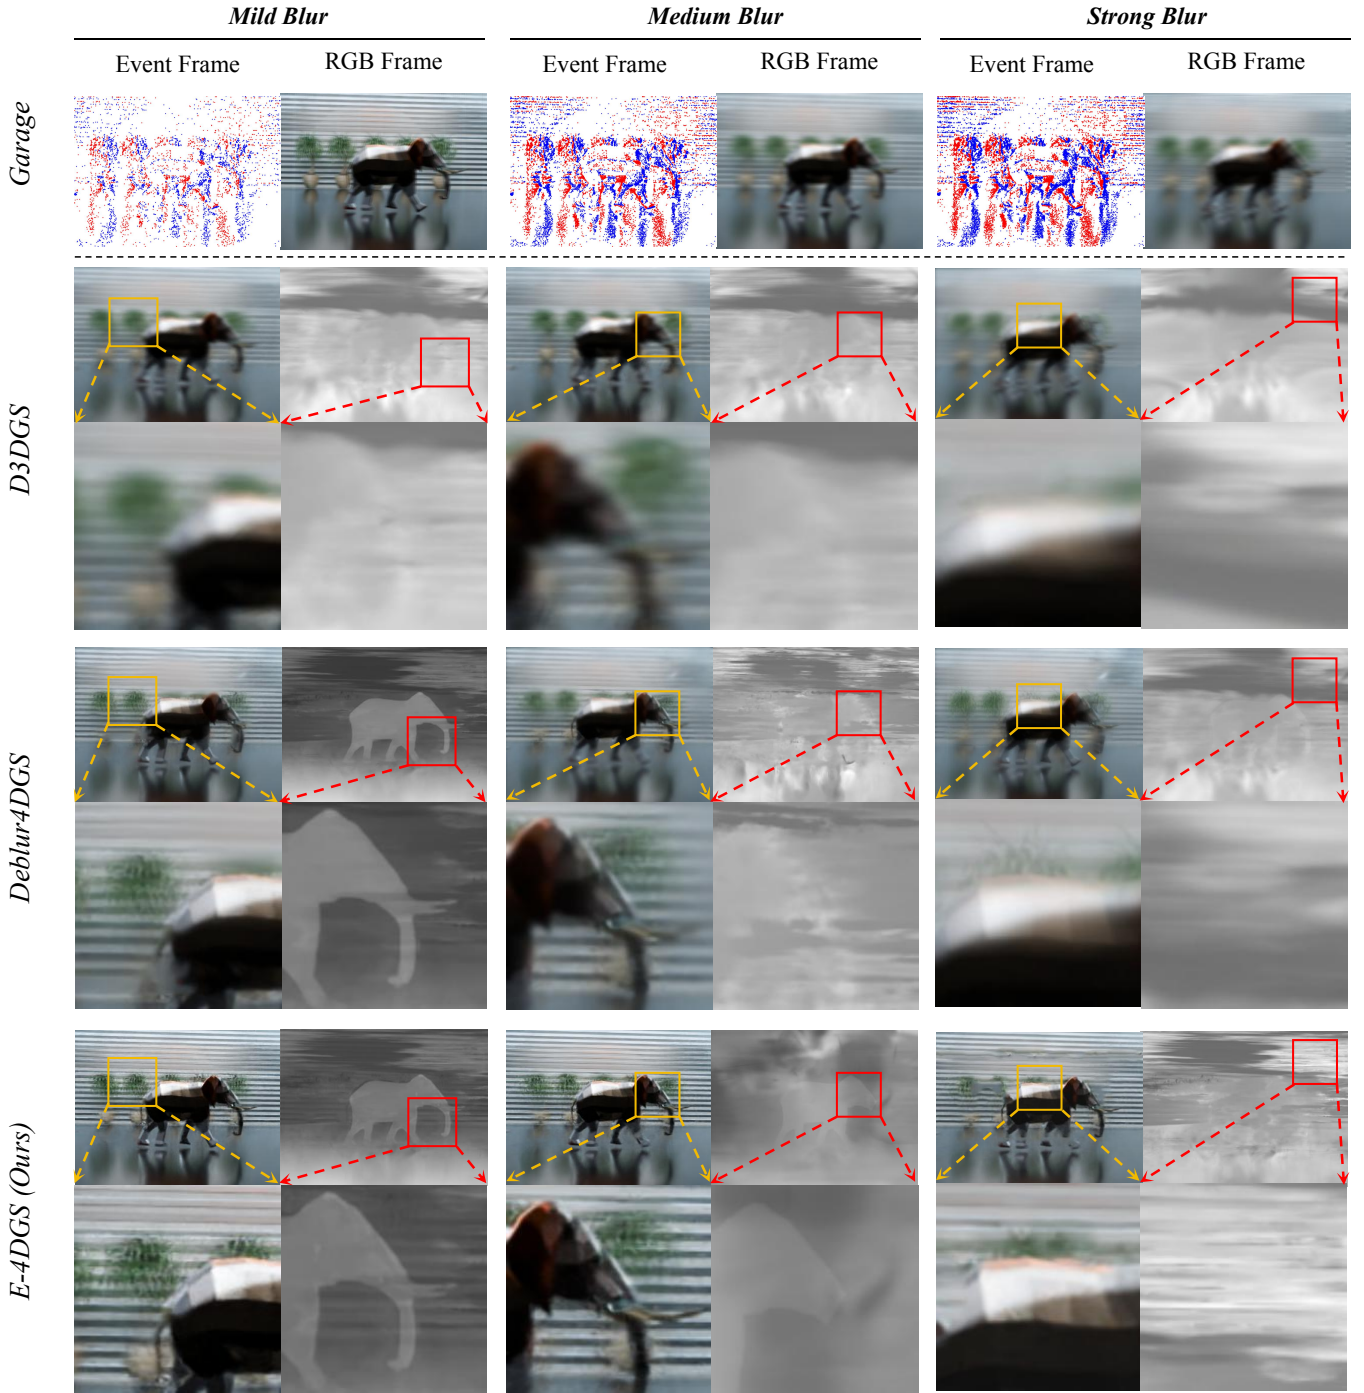 Mild Blur
Medium Blur
Strong Blur
Event Frame
RGB Frame
Event Frame
RGB Frame
Event Frame
RGB Frame
Garage
D3DGS
Deblur4DGS
E-4DGS (Ours)